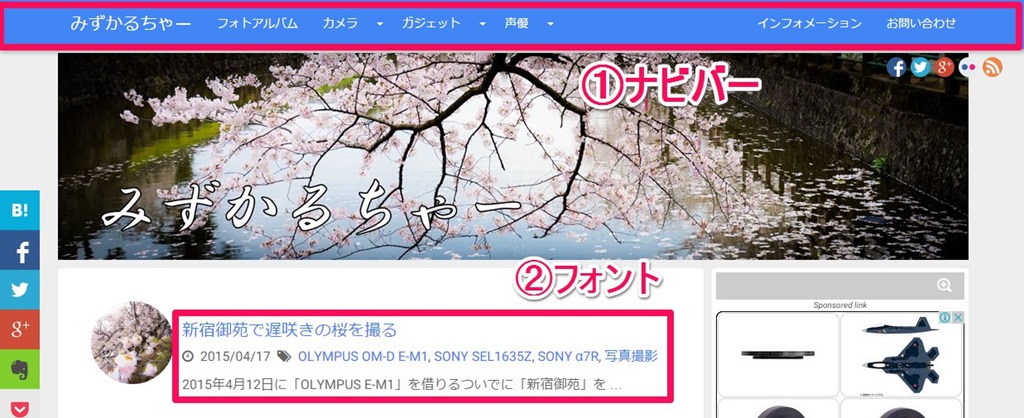 みずかるちゃー フォトアルバム カメラ ガジェット 声優 インフォメーション お問い合わせ
①ナビバー
みずかるちゃー
B!
②フォント
Sponsored link
新宿御苑で遅咲きの桜を撮る
2015/04/17 OLYMPUS OM-D E-M1, SONY SEL1635Z, SONY α7R, 写真撮影
2015年4月12日に「OLYMPUS E-M1」を借りるついでに「新宿御苑」を ...